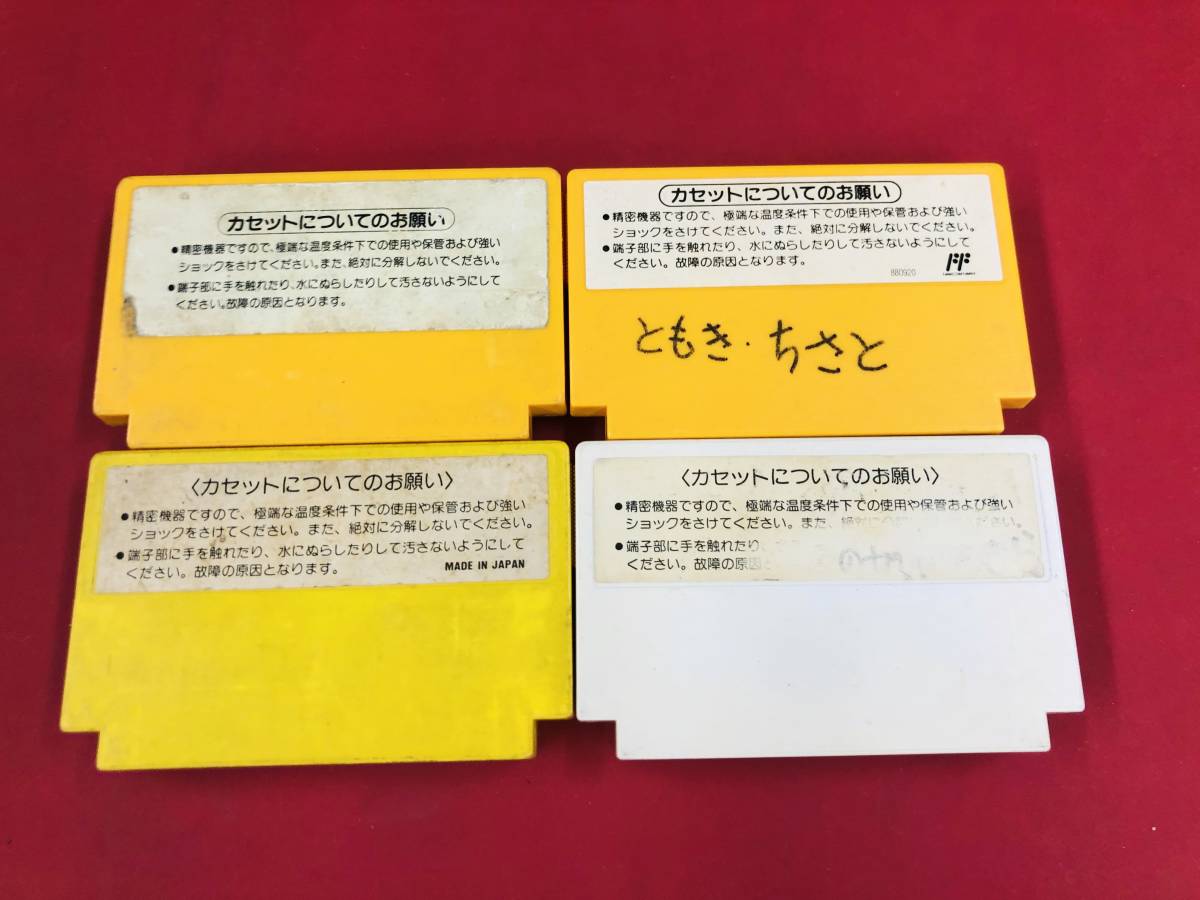 カセットについてのお願い
●精密機器ですので、極端な温度条件下での使用や保管および強い
ショックをさけてください。また、絶対に分解しないでください。
●端子部に手を触れたり、水にぬらしたりして汚さないようにして
ください。故障の原因となります。
カセットについてのお願い
●精密機器ですので、極端な温度条件下での使用や保管および強い
ショックをさけてください。また、絶対に分解しないでください。
●端子部に手を触れたり、水にぬらしたりして汚さないようにして
ください。故障の原因となります。
880920
ともき・ちさと
〈カセットについてのお願い〉
●精密機器ですので、極端な温度条件下での使用や保管および強い
ショックをさけてください。また、絶対に分解しないでください。
●端子部に手を触れたり、水にぬらしたりして汚さないようにして
ください。故障の原因となります。
MADE IN JAPAN
〈カセットについてのお願い〉
●精密機器ですので、極端な温度条件下での使用や保管および強い
ショックをさけてください。また、絶対に分 ださい。
●端子部に手を触れたり、
ください。故障の原因